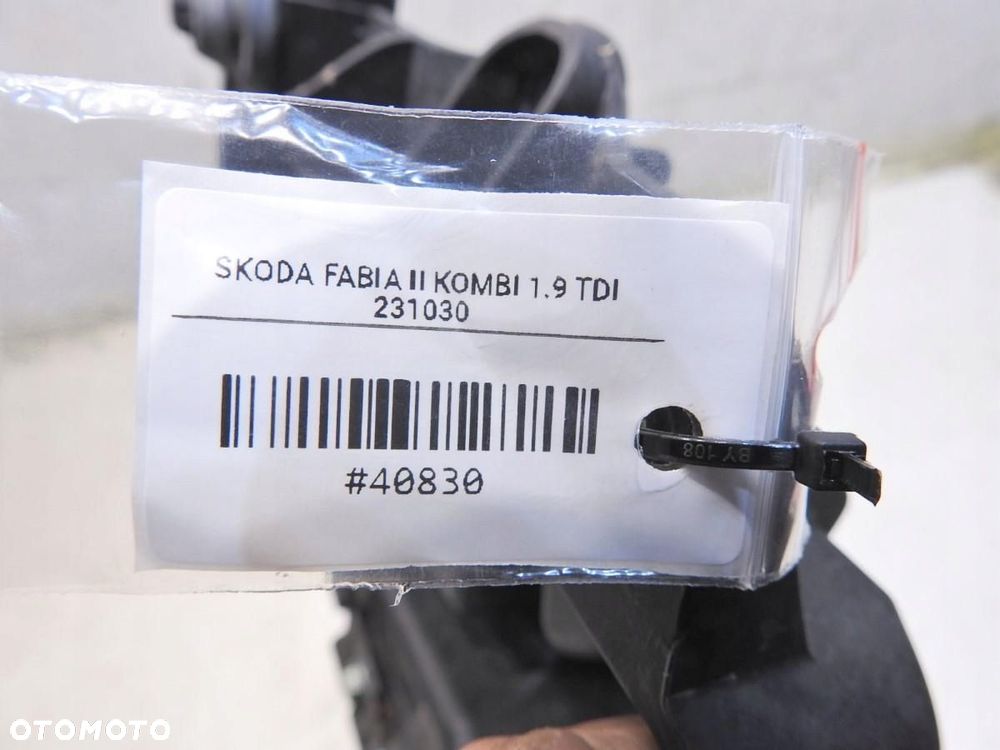 SKODA FABIA II KOMBI 1.9 TDI
231030
#40830
BY 108
OTOMOTO